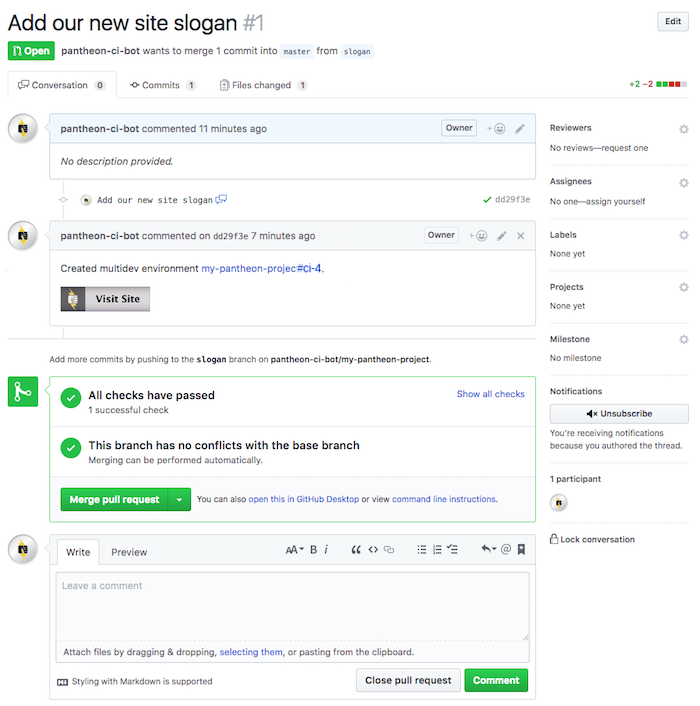 Add our new site slogan #1
Edit
Open pantheon-ci-bot wants to merge 1 commit into master from slogan
Conversation 0 Commits 1 Files changed 1
+2 −2
pantheon-ci-bot commented 11 minutes ago Owner
No description provided.
Add our new site slogan dd29f3e
pantheon-ci-bot commented on dd29f3e 7 minutes ago Owner
Created multidev environment my-pantheon-projec#ci-4.
Visit Site
Add more commits by pushing to the slogan branch on pantheon-ci-bot/my-pantheon-project.
All checks have passed Show all checks
1 successful check
This branch has no conflicts with the base branch
Merging can be performed automatically.
Merge pull request You can also open this in GitHub Desktop or view command line instructions.
Write Preview
AA B i
Leave a comment
Attach files by dragging & dropping, selecting them, or pasting from the clipboard.
Styling with Markdown is supported
Close pull request Comment
Reviewers
No reviews—request one
Assignees
No one—assign yourself
Labels
None yet
Projects
None yet
Milestone
No milestone
Notifications
Unsubscribe
You're receiving notifications
because you authored the thread.
1 participant
Lock conversation